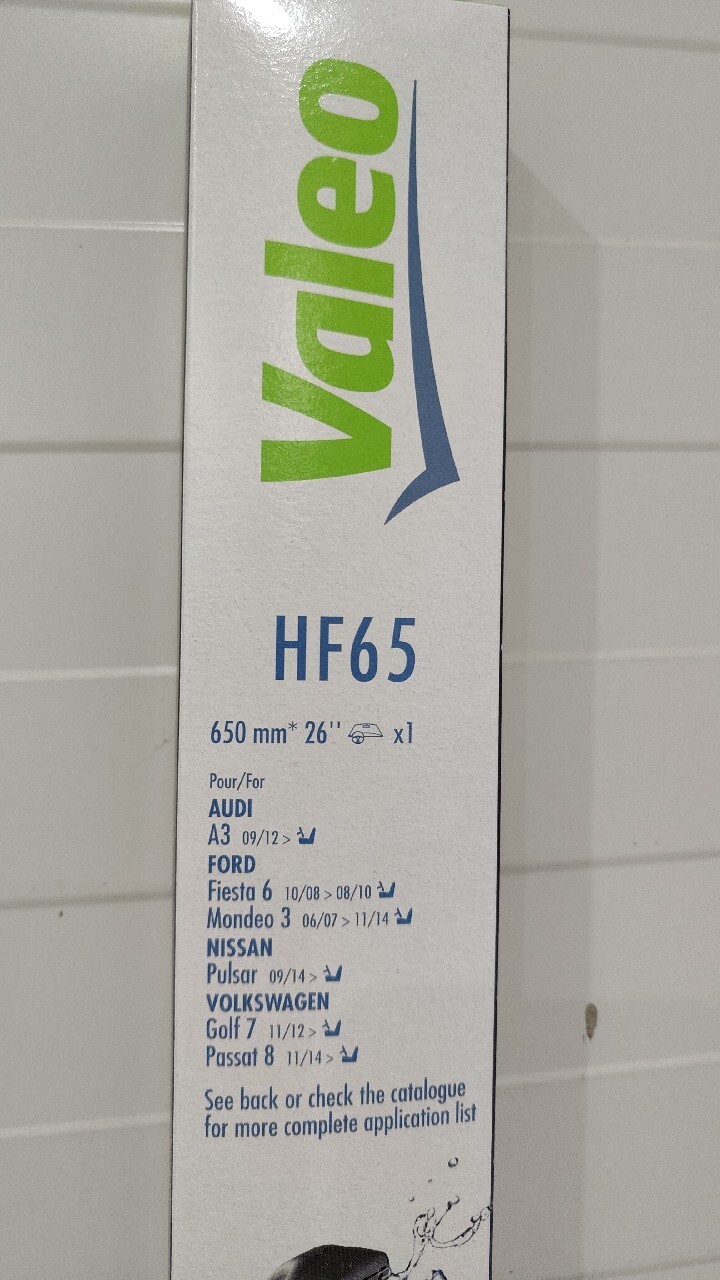 Valeo
HF65
650 mm* 26'' x1
Pour/For
AUDI
A3 09/12 >
FORD
Fiesta 6 10/08 > 08/10
Mondeo 3 06/07 > 11/14
NISSAN
Pulsar 09/14 >
VOLKSWAGEN
Golf 7 11/12 >
Passat 8 11/14 >
See back or check the catalogue
for more complete application list